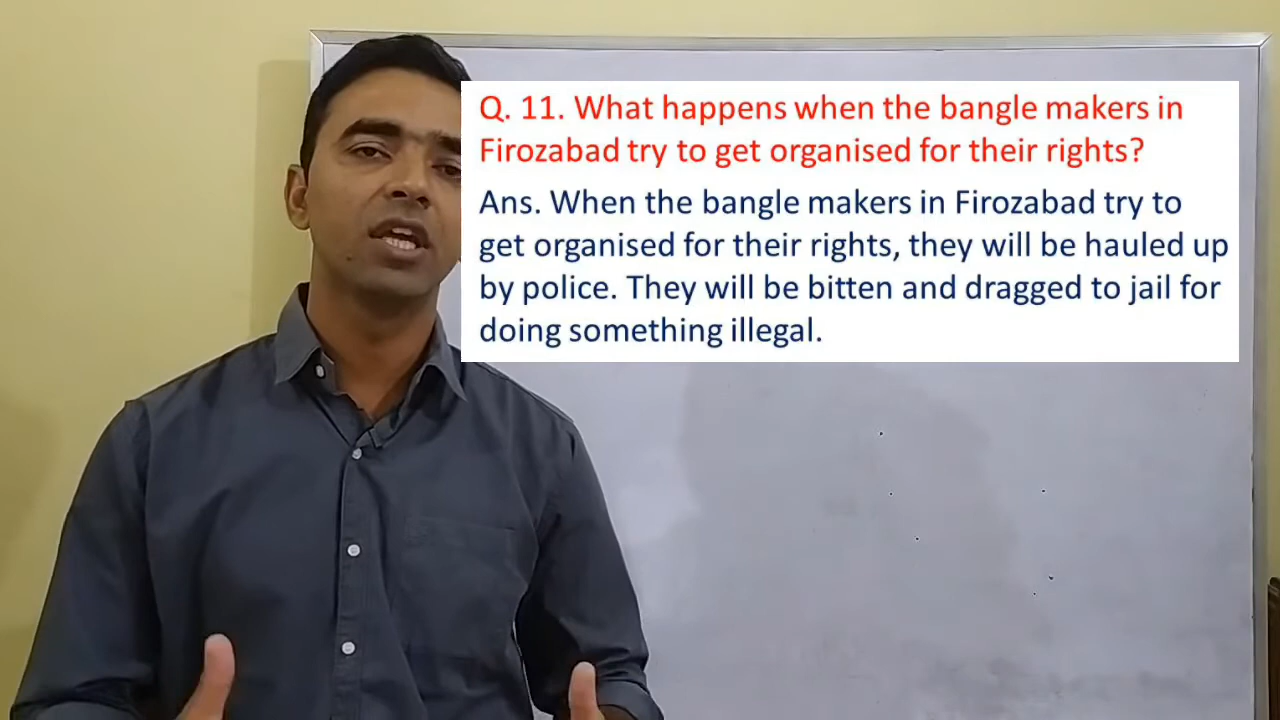 Q. 11. What happens when the bangle makers in
Firozabad try to get organised for their rights?
Ans. When the bangle makers in Firozabad try to
get organised for their rights, they will be hauled up
by police. They will be bitten and dragged to jail for
doing something illegal.